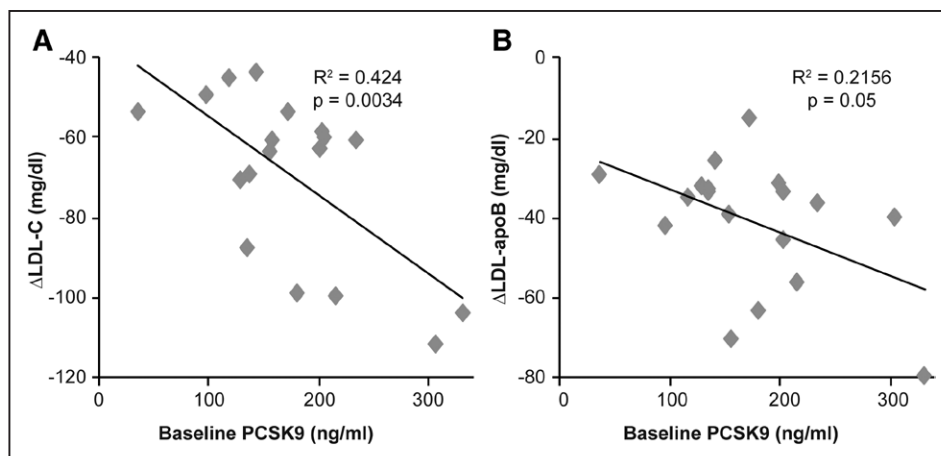 A
R² = 0.424
p = 0.0034
-40
-60
-80
-100
-120
ΔLDL-C (mg/dl)
0
100
200
300
Baseline PCSK9 (ng/ml)
B
R² = 0.2156
p = 0.05
0
-20
-40
-60
-80
ΔLDL-apoB (mg/dl)
0
100
200
300
Baseline PCSK9 (ng/ml)